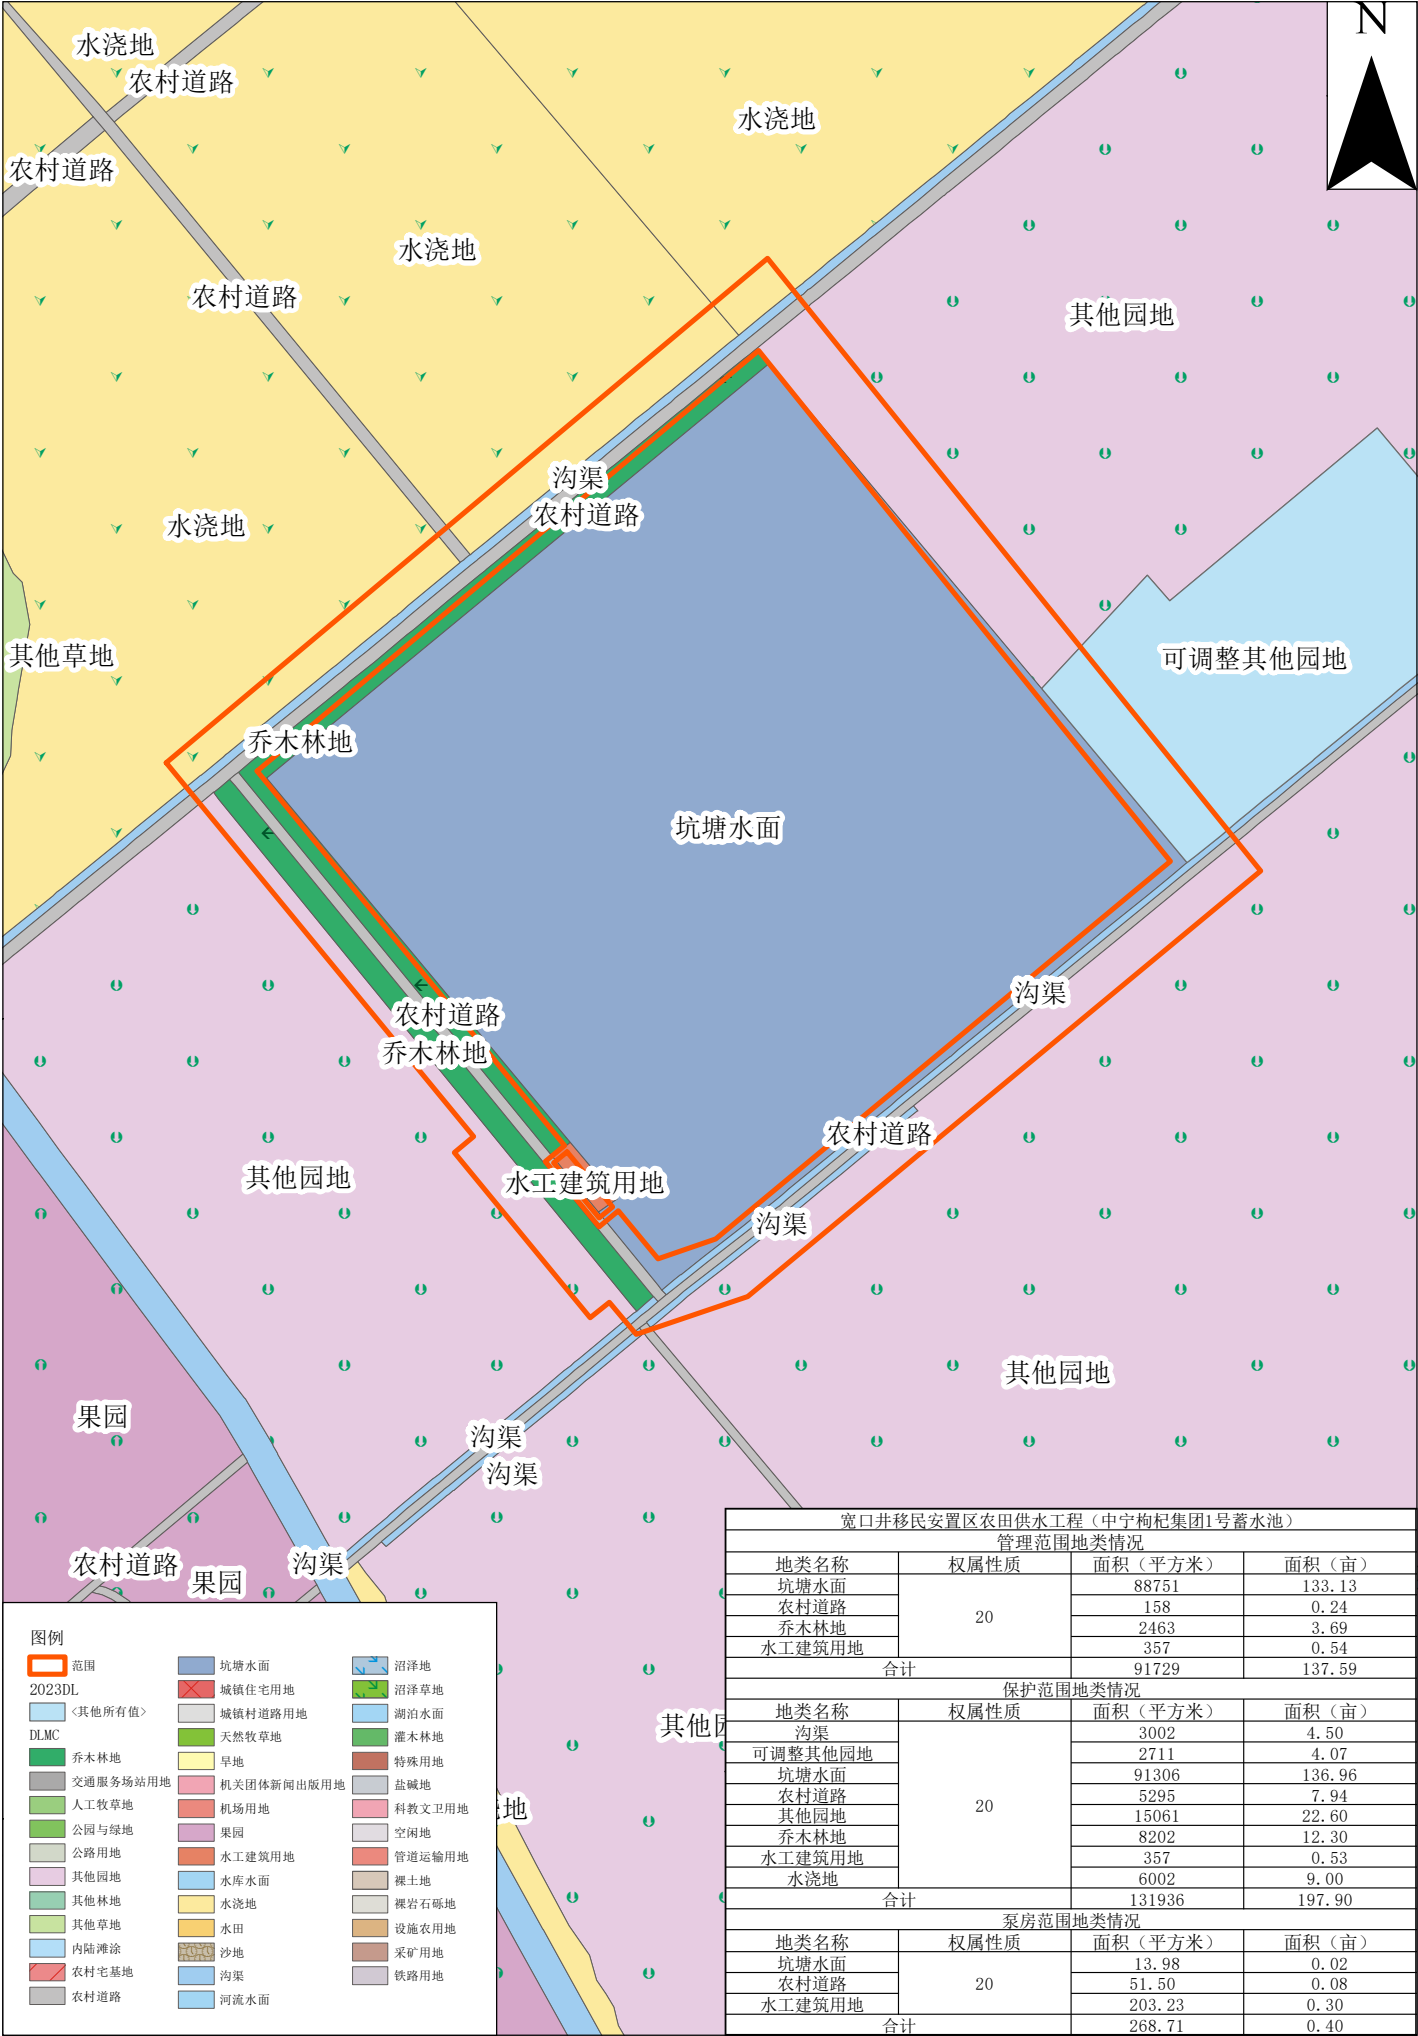 N
水浇地
农村道路
水浇地
农村道路
水浇地
农村道路
其他园地
沟渠
农村道路
水浇地
其他草地
可调整其他园地
乔木林地
坑塘水面
沟渠
农村道路
乔木林地
农村道路
其他园地
水工建筑用地
沟渠
其他园地
果园
沟渠
沟渠
农村道路
沟渠
果园
其他园
地
图例
范围
2023DL
<其他所有值>
DLMC
乔木林地
交通服务场站用地
人工牧草地
公园与绿地
公路用地
其他园地
其他林地
其他草地
内陆滩涂
农村宅基地
农村道路
坑塘水面
城镇住宅用地
城镇村道路用地
天然牧草地
旱地
机关团体新闻出版用地
机场用地
果园
水工建筑用地
水库水面
水浇地
水田
沙地
沟渠
河流水面
沼泽地
沼泽草地
湖泊水面
灌木林地
特殊用地
盐碱地
科教文卫用地
空闲地
管道运输用地
裸土地
裸岩石砾地
设施农用地
采矿用地
铁路用地
宽口井移民安置区农田供水工程（中宁枸杞集团1号蓄水池）
管理范围地类情况
地类名称 权属性质 面积（平方米） 面积（亩）
坑塘水面 20 88751 133.13
农村道路 158 0.24
乔木林地 2463 3.69
水工建筑用地 357 0.54
合计 91729 137.59
保护范围地类情况
地类名称 权属性质 面积（平方米） 面积（亩）
沟渠 20 3002 4.50
可调整其他园地 2711 4.07
坑塘水面 91306 136.96
农村道路 5295 7.94
其他园地 15061 22.60
乔木林地 8202 12.30
水工建筑用地 357 0.53
水浇地 6002 9.00
合计 131936 197.90
泵房范围地类情况
地类名称 权属性质 面积（平方米） 面积（亩）
坑塘水面 20 13.98 0.02
农村道路 51.50 0.08
水工建筑用地 203.23 0.30
合计 268.71 0.40